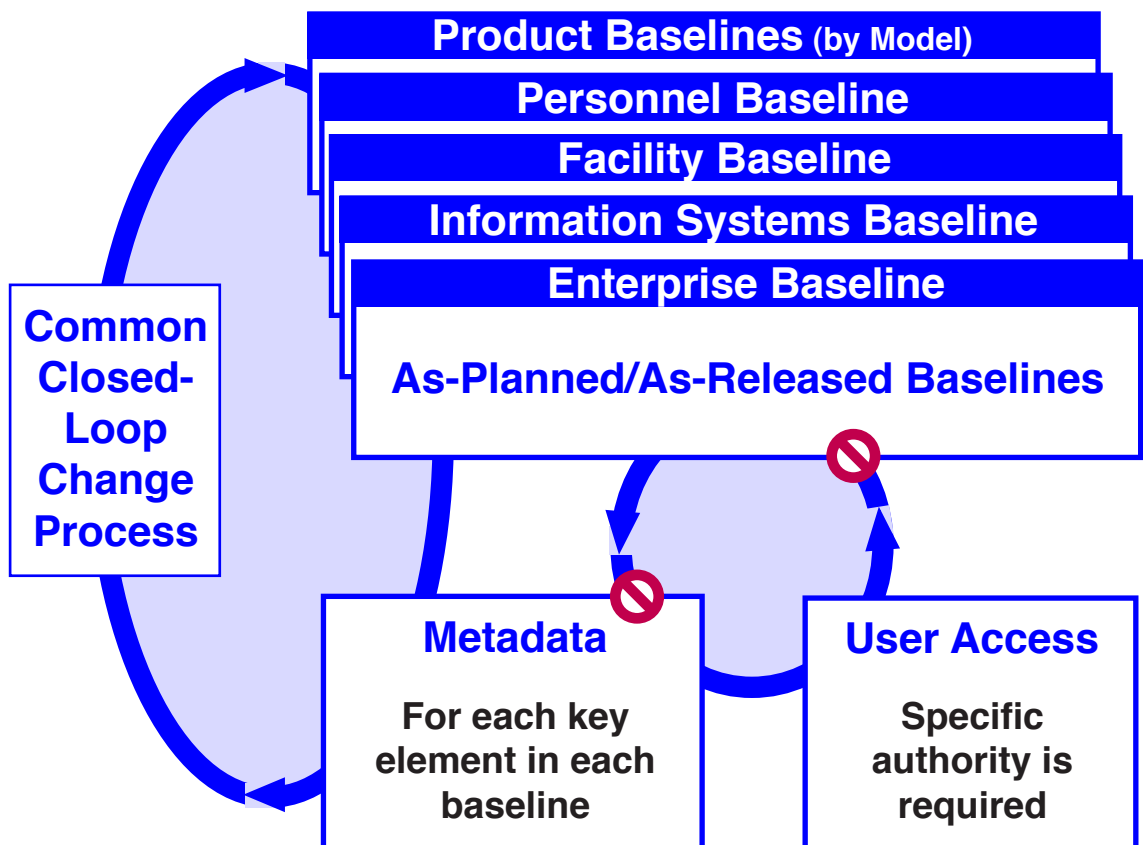 Product Baselines (by Model)
Personnel Baseline
Facility Baseline
Information Systems Baseline
Enterprise Baseline
As-Planned/As-Released Baselines
Common
Closed-
Loop
Change
Process
Metadata
For each key
element in each
baseline
User Access
Specific
authority is
required